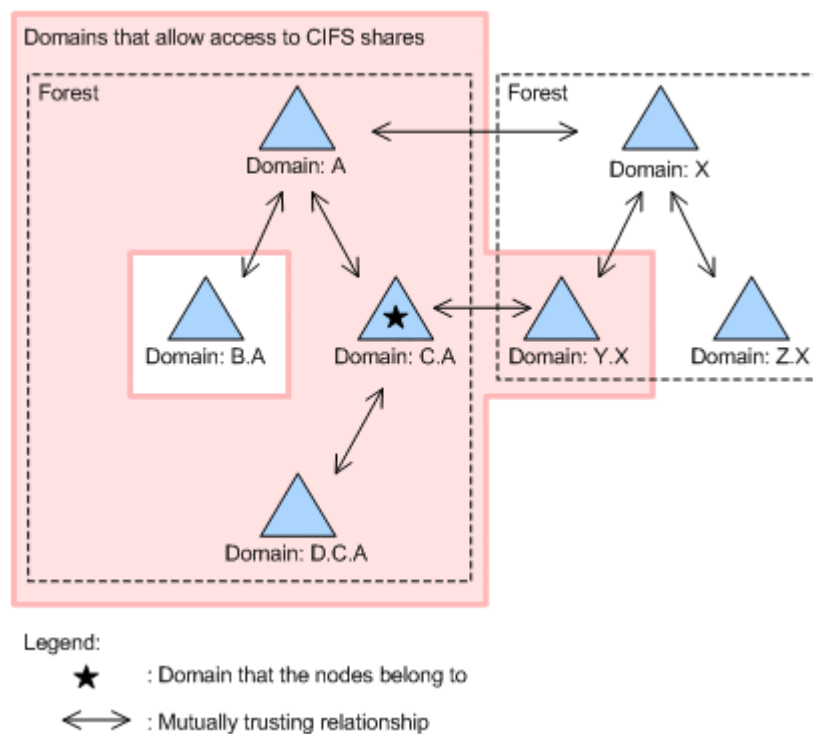 Domains that allow access to CIFS shares
Forest
Forest
Domain: A
Domain: X
Domain: B.A
Domain: C.A
Domain: Y.X
Domain: Z.X
Domain: D.C.A
Legend:
: Domain that the nodes belong to
: Mutually trusting relationship